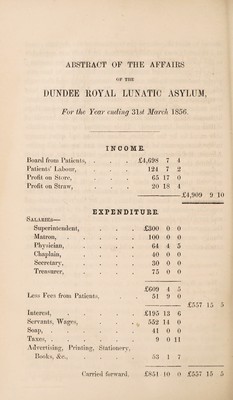 ABSTRACT OF THE AFFAIRS
OF THE
DUNDEE ROYAL LUNATIC ASYLUM,
For the Year ending 31st March 1856.
INCOME.
Board from Patients, . . . £4,698 7 4
Patients' Labour, . . . 124 7 2
Profit on Store, . . . 65 17 0
Profit on Straw, . . . 20 18 4
£4,909 9 10
EXPENDITURE.
SALARIES—
Superintendent, . . . . £300 0 0
Matron, . . . . . 100 0 0
Physician, . . . . 64 4 5
Chaplain, . . . . 40 0 0
Secretary, . . . . 30 0 0
Treasurer, . . . . 75 0 0
£609 4 5
Less Fees from Patients, . . 51 9 0
£557 15 5
Interest, . . . . . £195 13 6
Servants' Wages, . . . . 552 14 0
Soap, . . . . . . 41 0 0
Taxes, . . . . . . 9 0 11
Advertising, Printing, Stationery,
Books, &c., . . . . 53 1 7
Carried forward, £851 10 0 £557 15 5